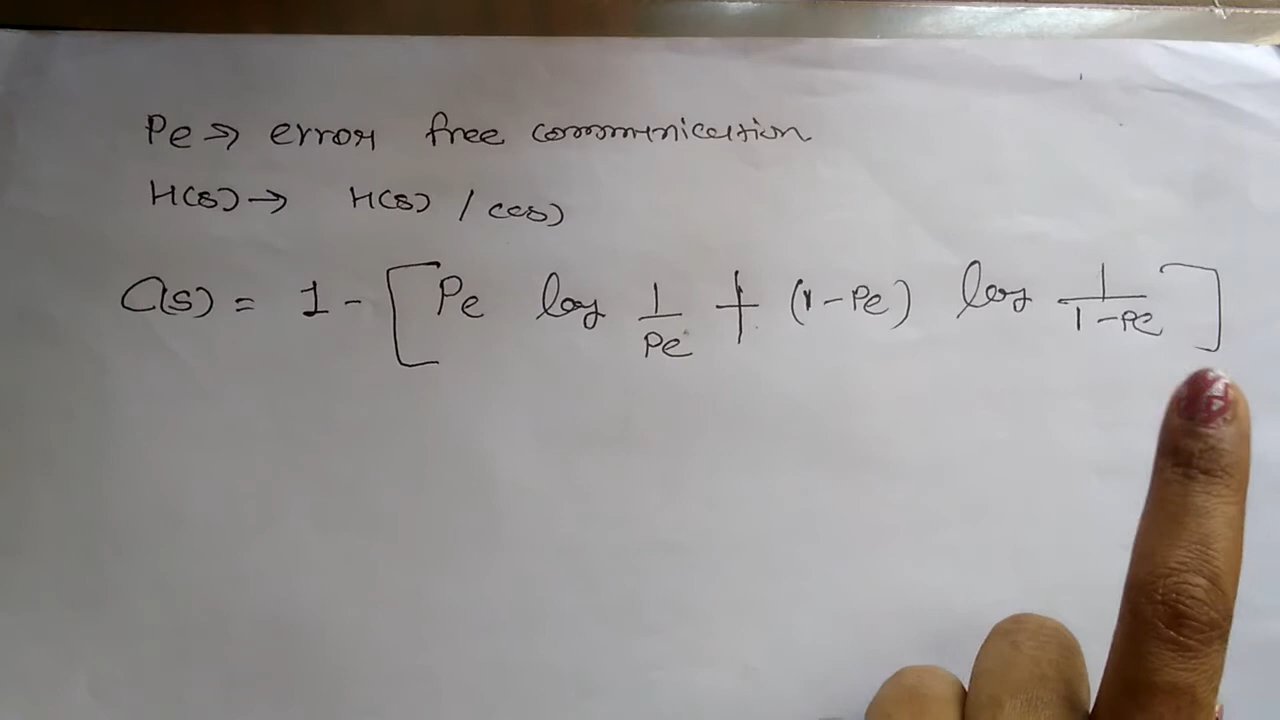 Pe → error free communication
H(s) → H(s) / C(s)
C(s) = 1 - [ Pe log 1/Pe + (1-Pe) log 1/1-Pe ]